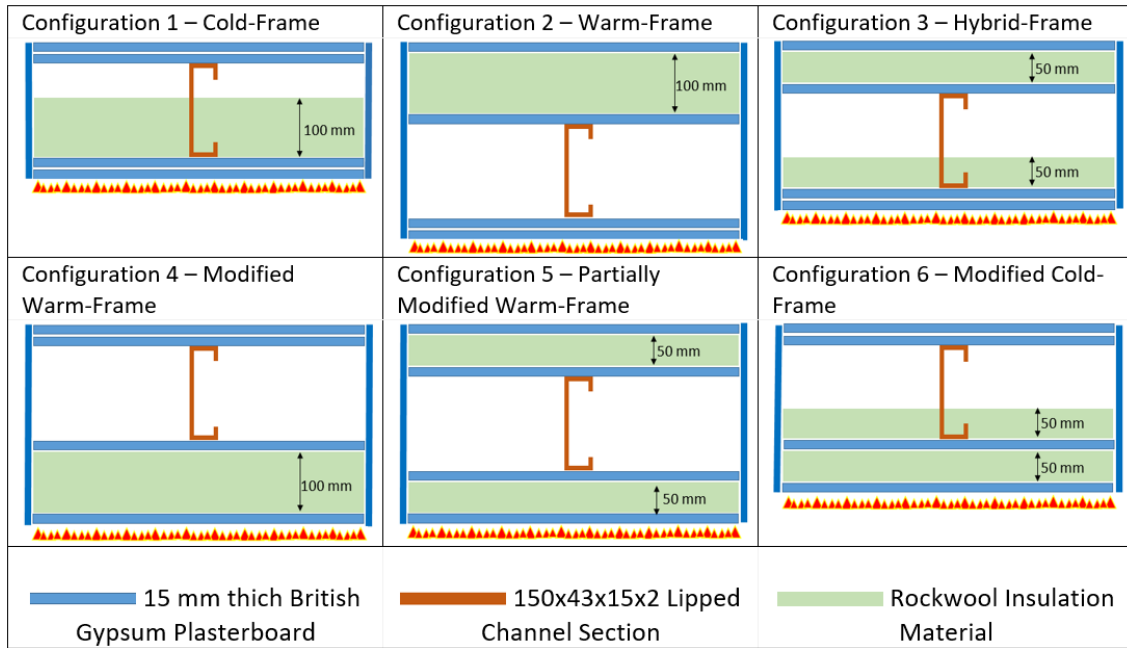 Configuration 1 – Cold-Frame
Configuration 2 – Warm-Frame
Configuration 3 – Hybrid-Frame
100 mm
100 mm
50 mm
50 mm
Configuration 4 – Modified
Warm-Frame
Configuration 5 – Partially
Modified Warm-Frame
Configuration 6 – Modified Cold-
Frame
100 mm
50 mm
50 mm
50 mm
50 mm
15 mm thich British
Gypsum Plasterboard
150x43x15x2 Lipped
Channel Section
Rockwool Insulation
Material